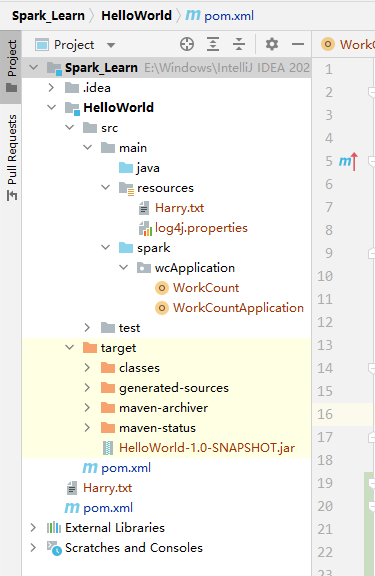 Spark_Learn HelloWorld pom.xml
Project
WorkCou
Project
Pull Requests
Spark_Learn E:\Windows\IntelliJ IDEA 202
.idea
HelloWorld
src
main
java
resources
Harry.txt
log4j.properties
spark
wcApplication
WorkCount
WorkCountApplication
test
target
classes
generated-sources
maven-archiver
maven-status
HelloWorld-1.0-SNAPSHOT.jar
pom.xml
Harry.txt
pom.xml
External Libraries
Scratches and Consoles
1
2
3
4
5
6
7
8
9
10
11
12
13
14
15
16
17
18
19
20
21
22
23